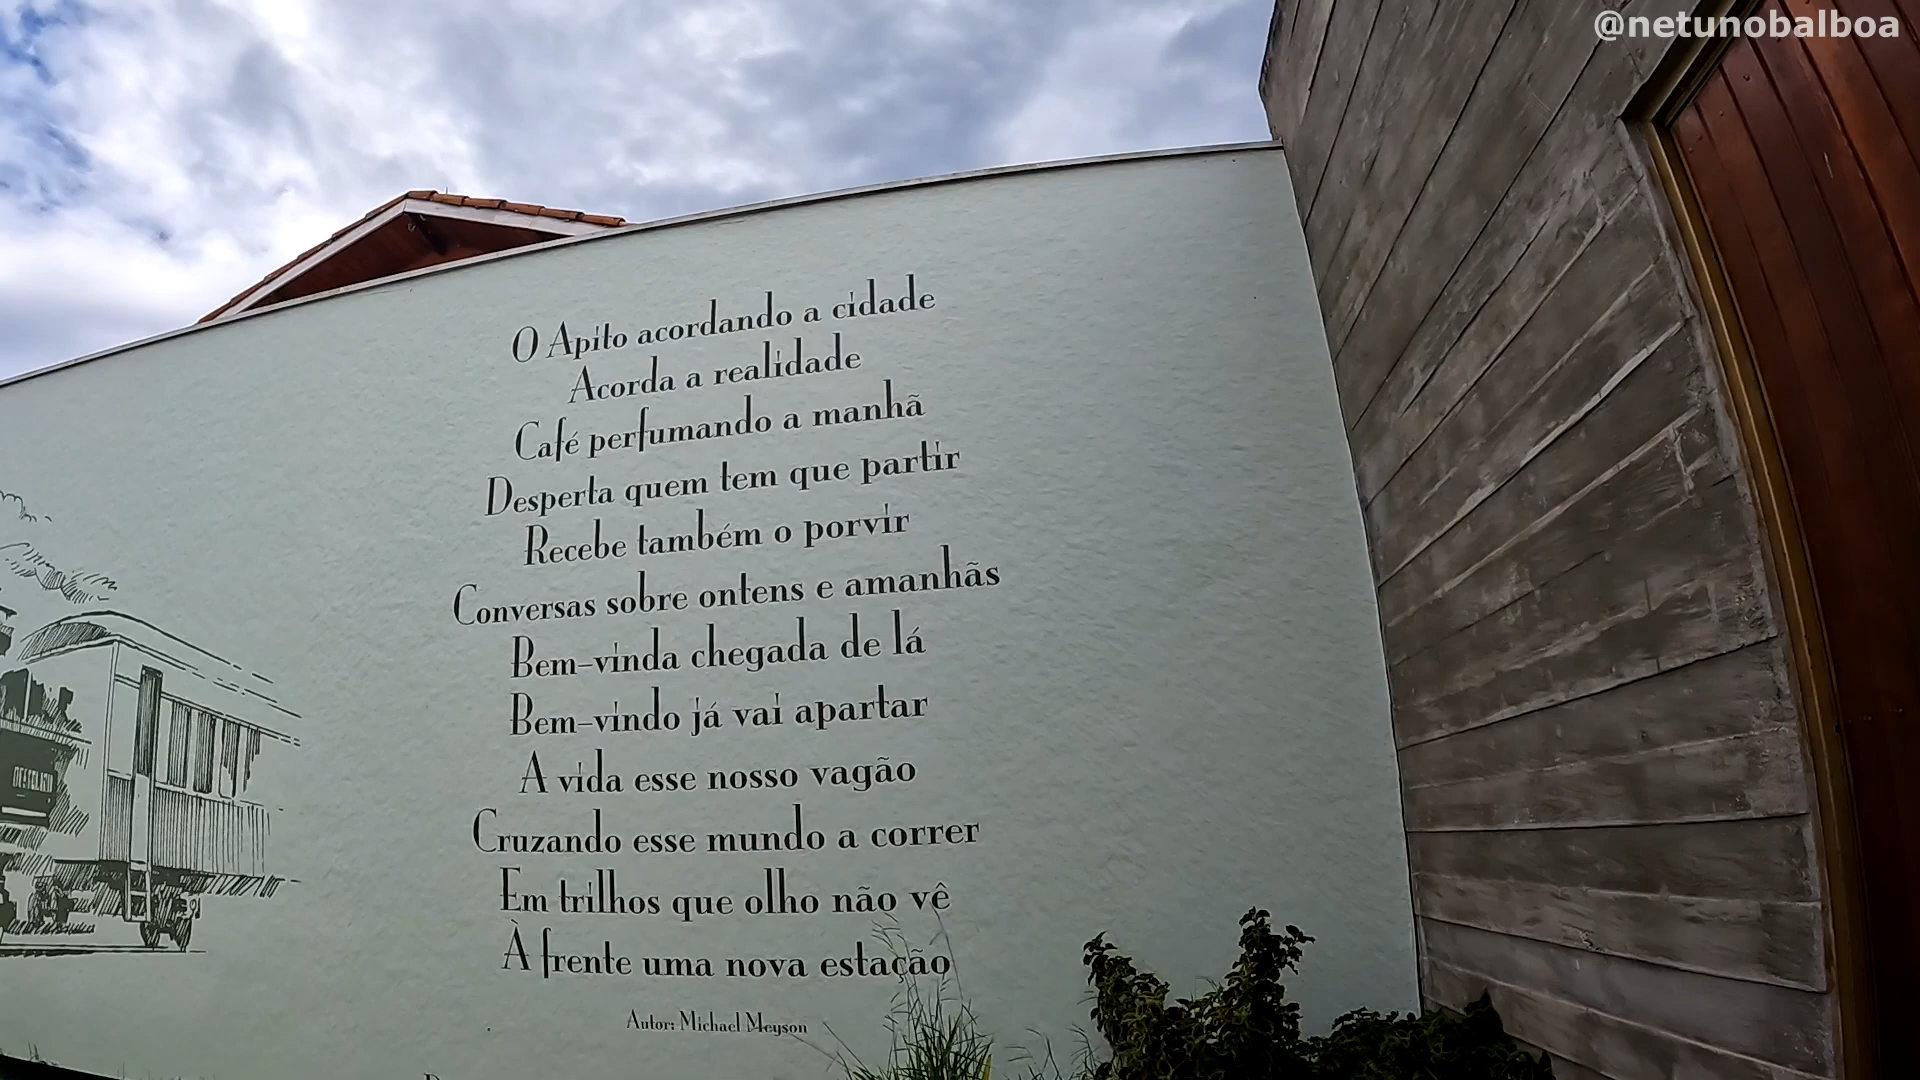 @netunobalboa
O Apito acordando a cidade
Acorda a realidade
Café perfumando a manhã
Desperta quem tem que partir
Recebe também o porvir
Conversas sobre ontens e amanhãs
Bem-vinda chegada de lá
Bem-vindo já vai apartar
A vida esse nosso vagão
Cruzando esse mundo a correr
Em trilhos que olho não vê
À frente uma nova estação
Autor: Michael Meyson